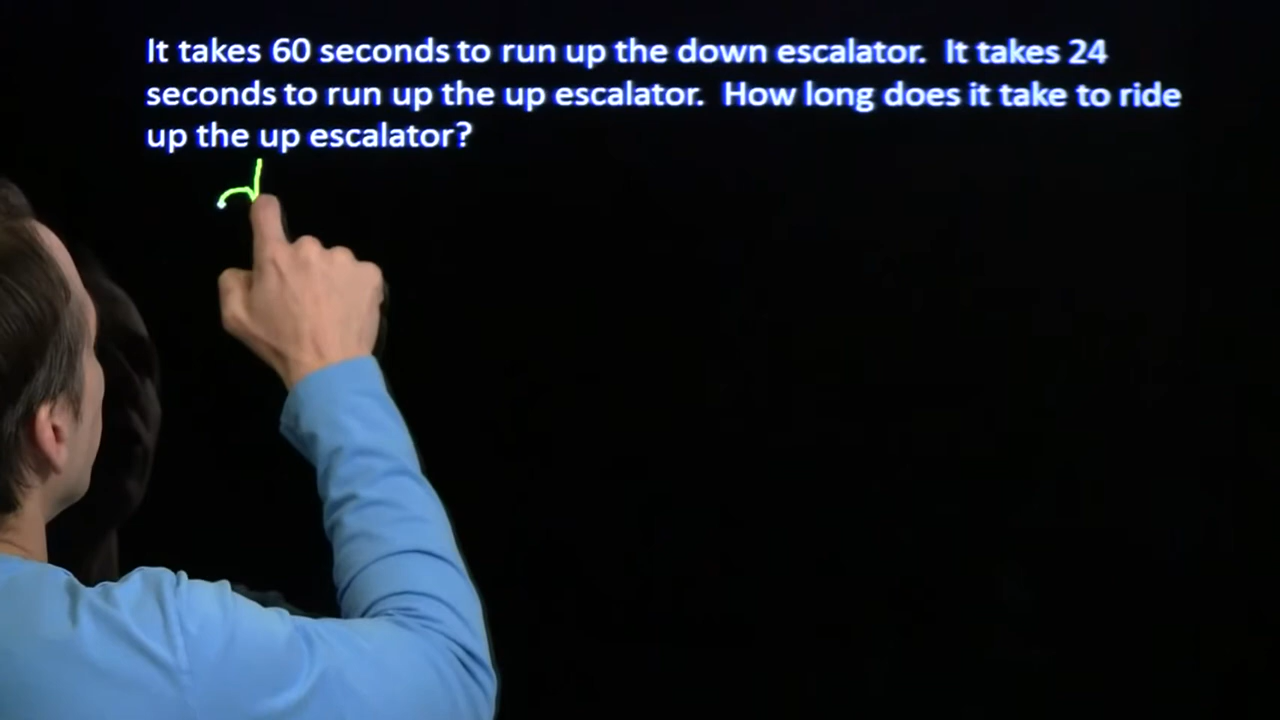 It takes 60 seconds to run up the down escalator. It takes 24
seconds to run up the up escalator. How long does it take to ride
up the up escalator?